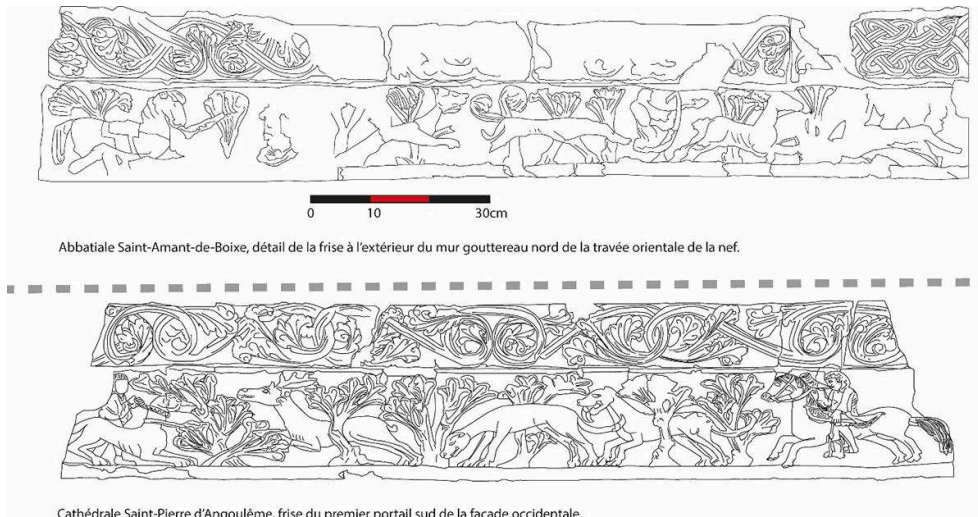 0 10 30cm
Abbatiale Saint-Amant-de-Boixe, détail de la frise à l'extérieur du mur gouttereau nord de la travée orientale de la nef.
Cathédrale Saint-Pierre d'Angoulême, frise du premier portail sud de la façade occidentale.